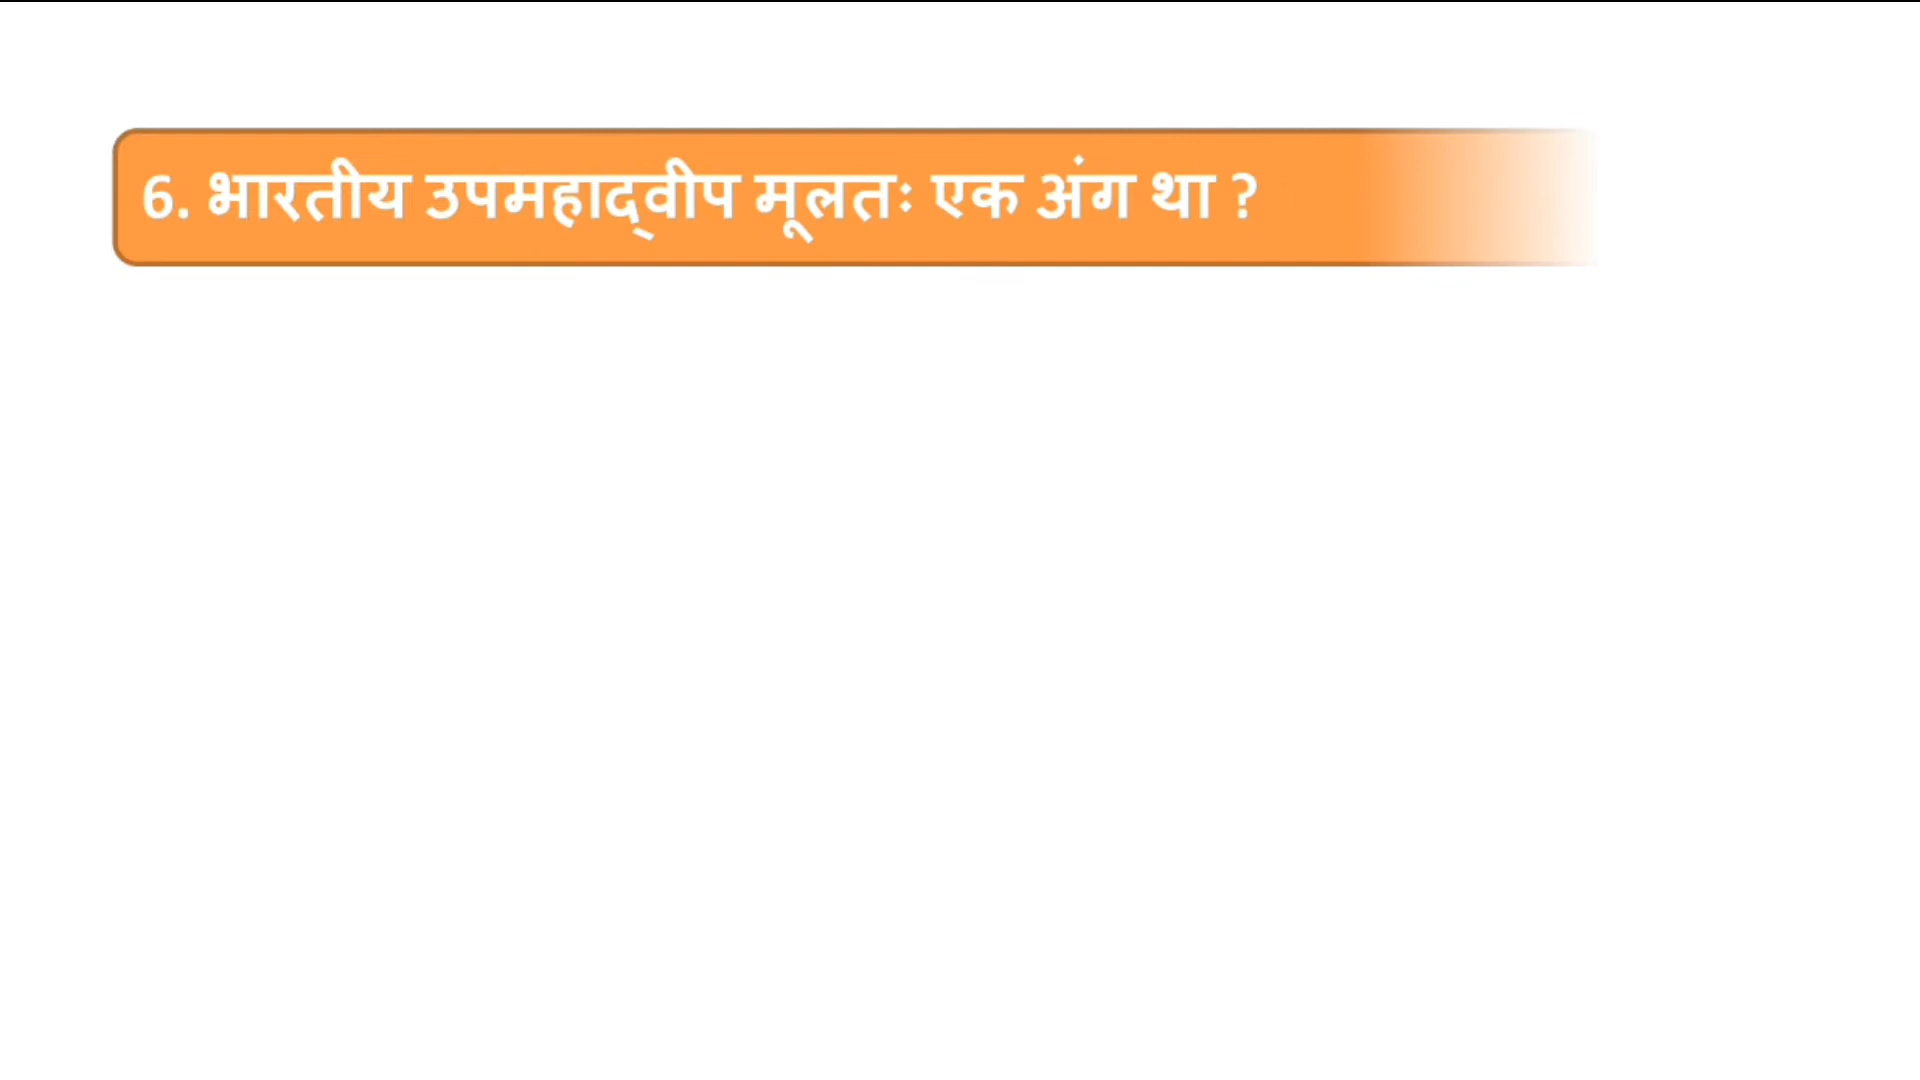 6. भारतीय उपमहाद्‌वीप मूलतः एक अंग था ?